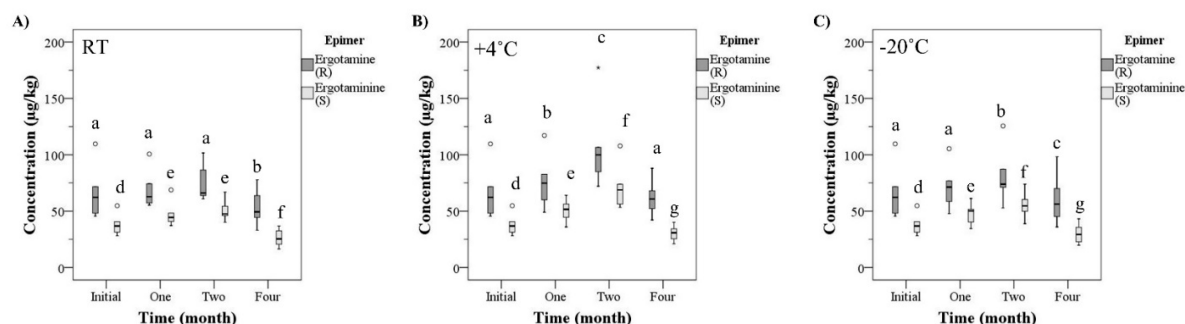 A)
RT
Concentration (µg/kg)
200
150
100
50
0
a
d
a
e
a
e
b
f
Initial One Two Four
Time (month)
Epimer
Ergotamine
(R)
Ergotaminine
(S)
B)
+4˚C
Concentration (µg/kg)
200
150
100
50
0
a
d
b
e
c
f
a
g
Initial One Two Four
Time (month)
Epimer
Ergotamine
(R)
Ergotaminine
(S)
C)
-20˚C
Concentration (µg/kg)
200
150
100
50
0
a
d
a
e
b
f
c
g
Initial One Two Four
Time (month)
Epimer
Ergotamine
(R)
Ergotaminine
(S)